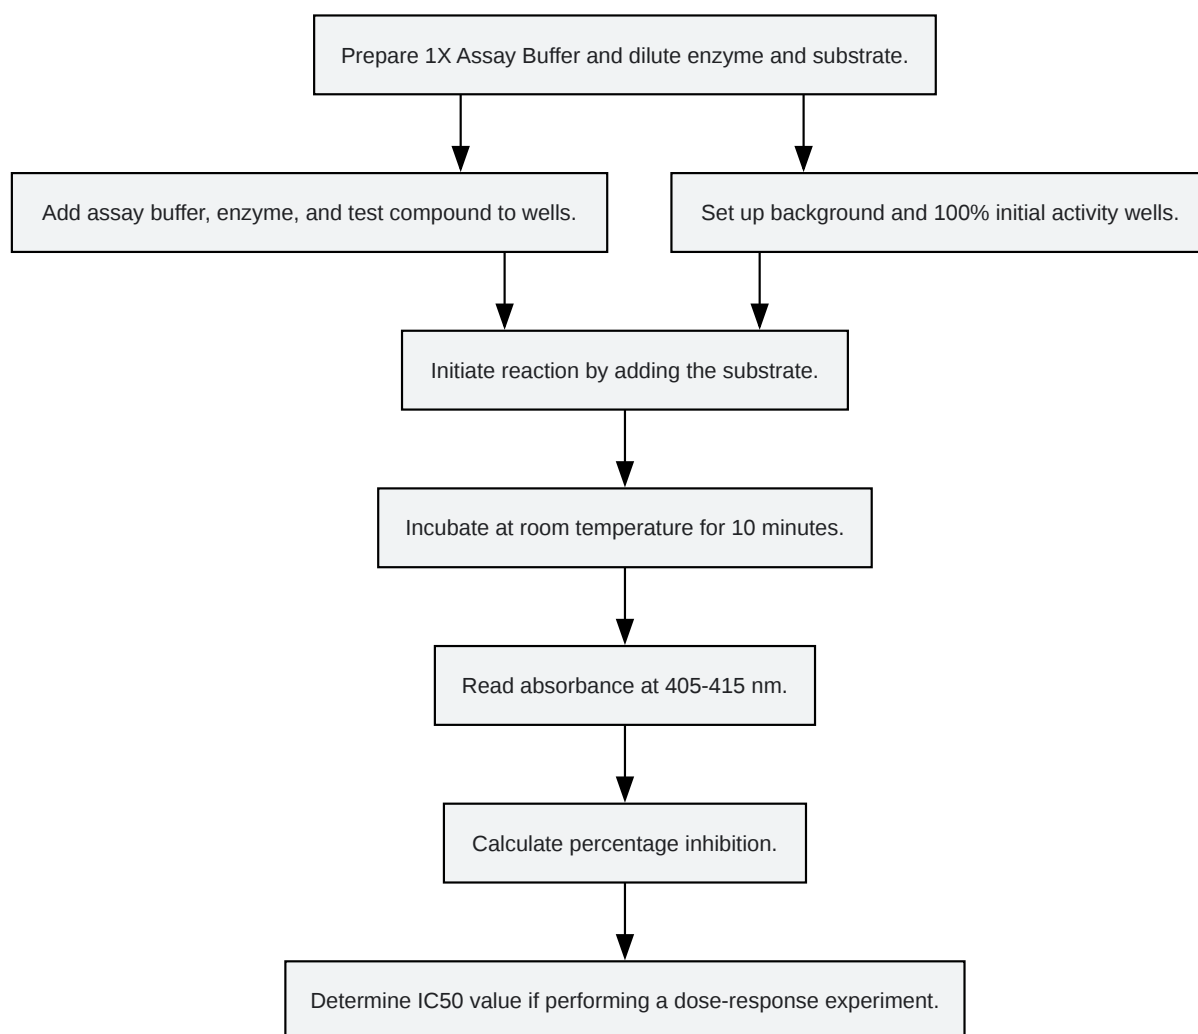 Prepare 1X Assay Buffer and dilute enzyme and substrate.
Add assay buffer, enzyme, and test compound to wells.
Set up background and 100% initial activity wells.
Initiate reaction by adding the substrate.
Incubate at room temperature for 10 minutes.
Read absorbance at 405-415 nm.
Calculate percentage inhibition.
Determine IC50 value if performing a dose-response experiment.